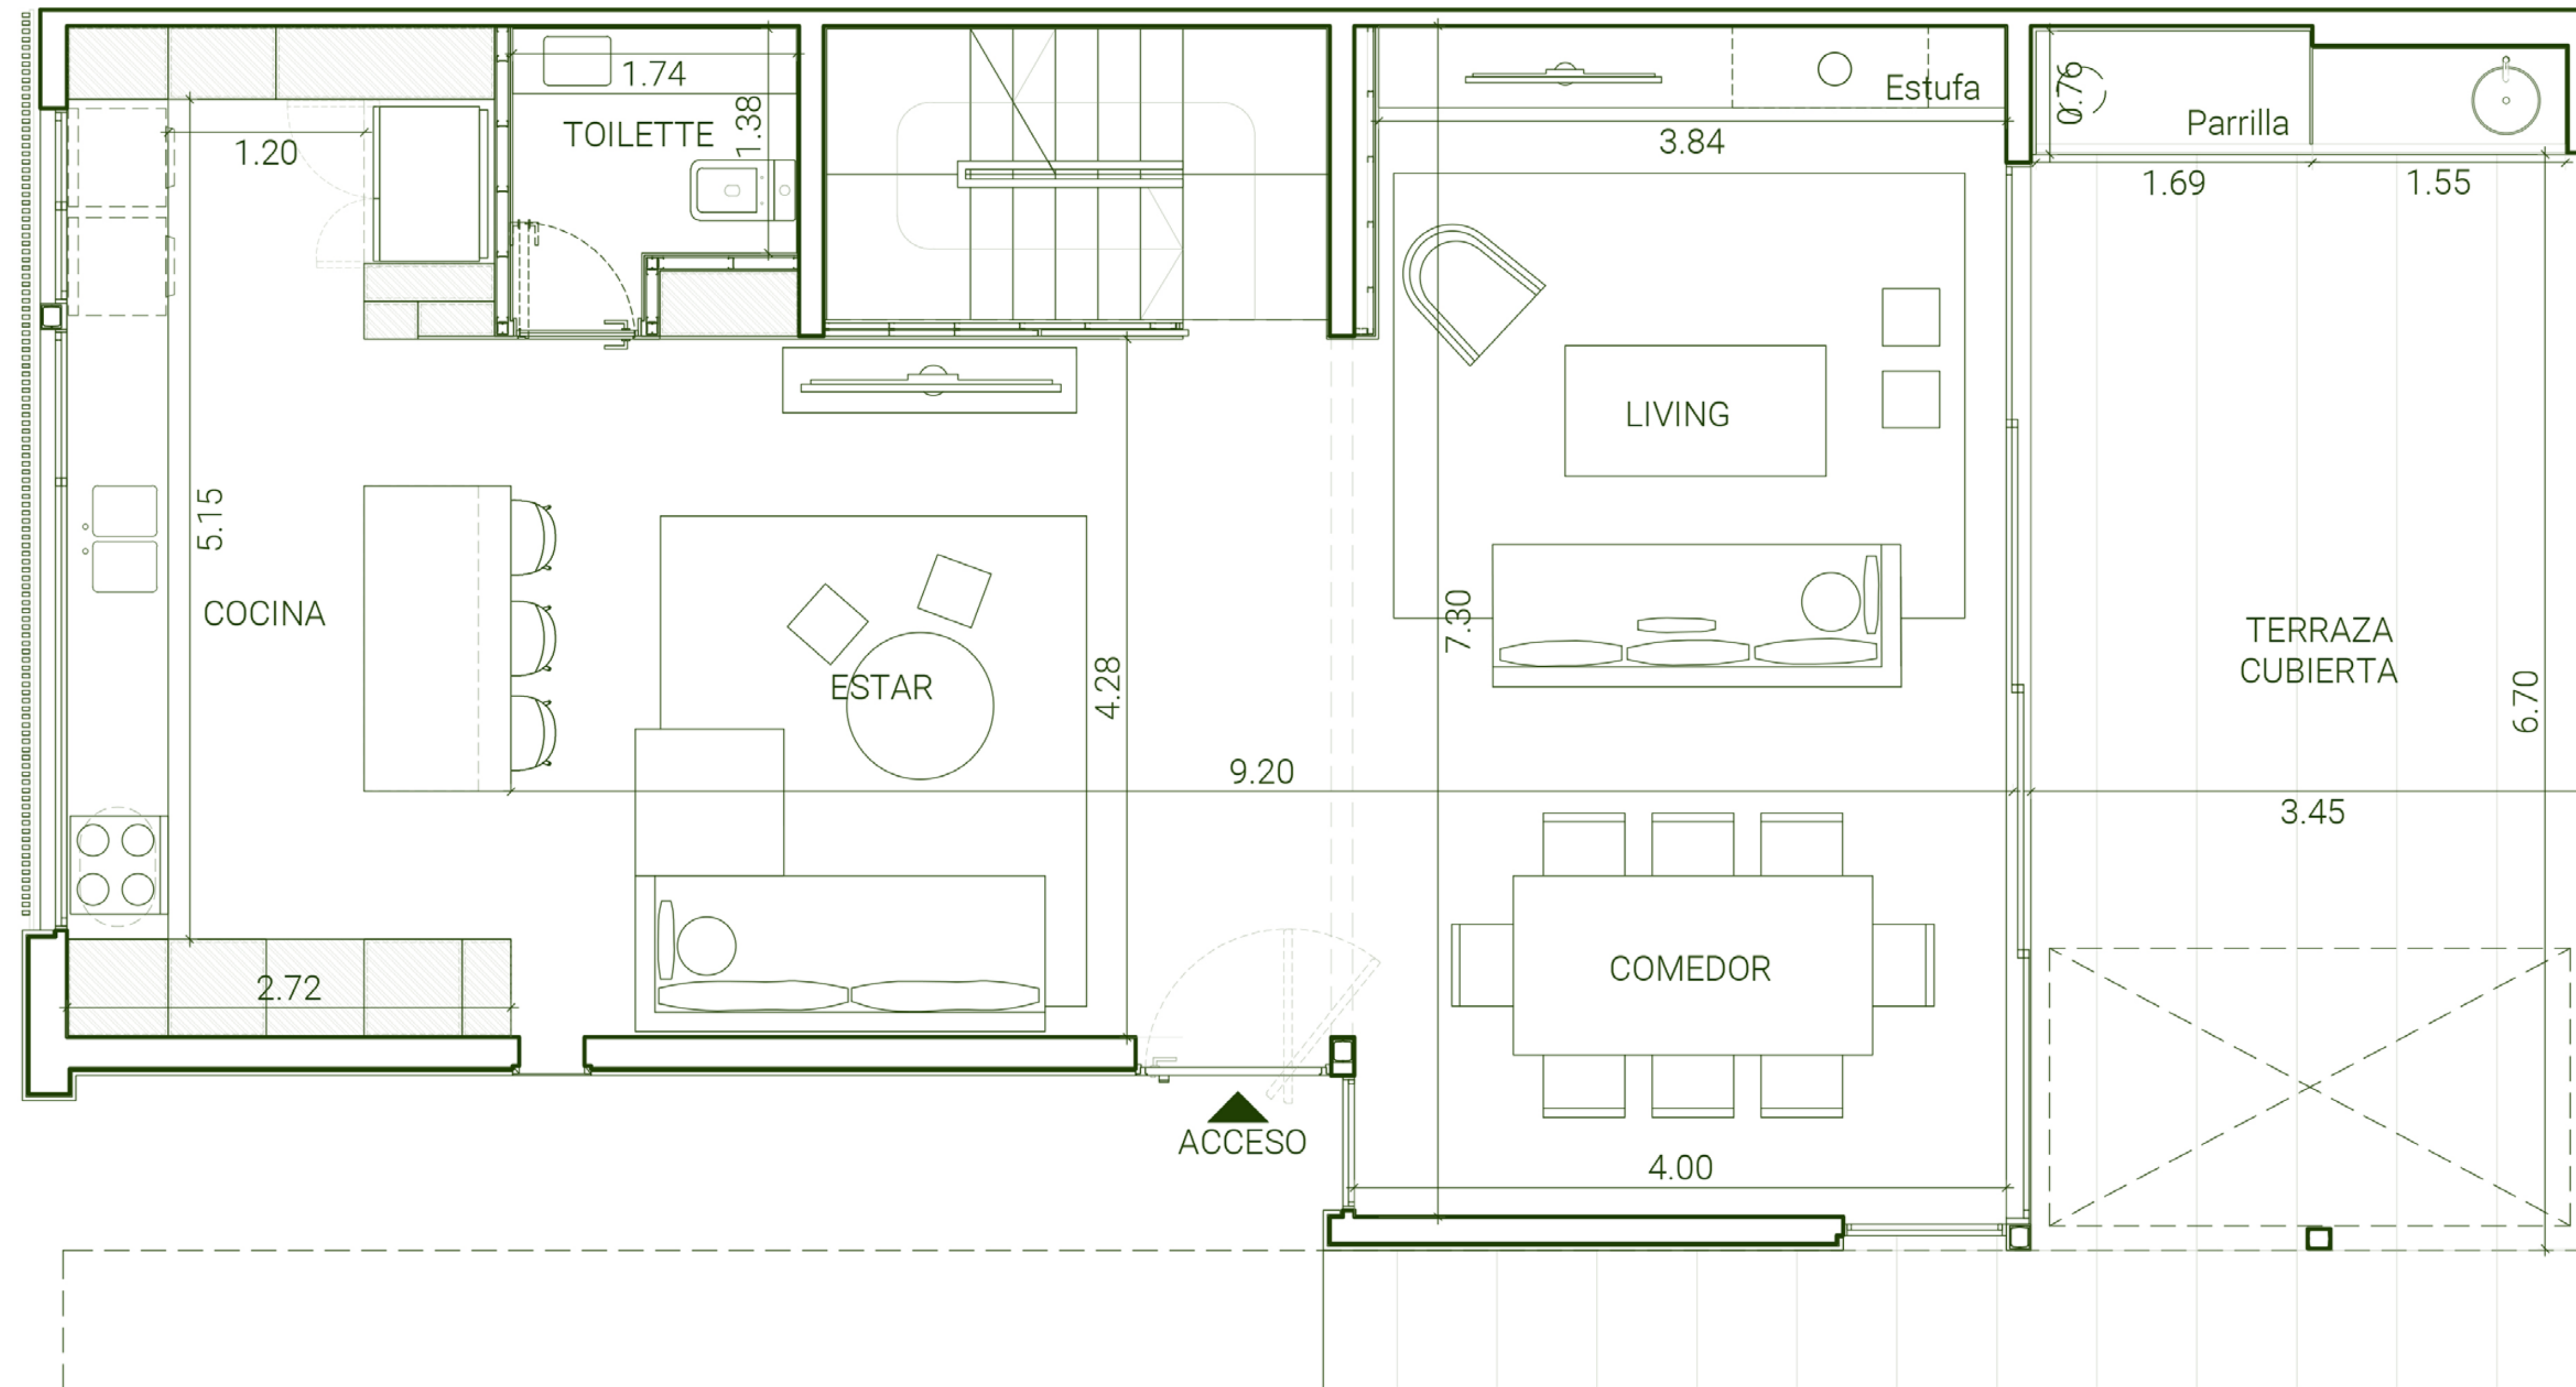 1.74
TOILETTE
1.38
1.20
Estufa
3.84
0.76
Parrilla
1.69
1.55
LIVING
5.15
COCINA
ESTAR
4.28
7.30
9.20
TERRAZA
CUBIERTA
6.70
3.45
2.72
COMEDOR
ACCESO
4.00